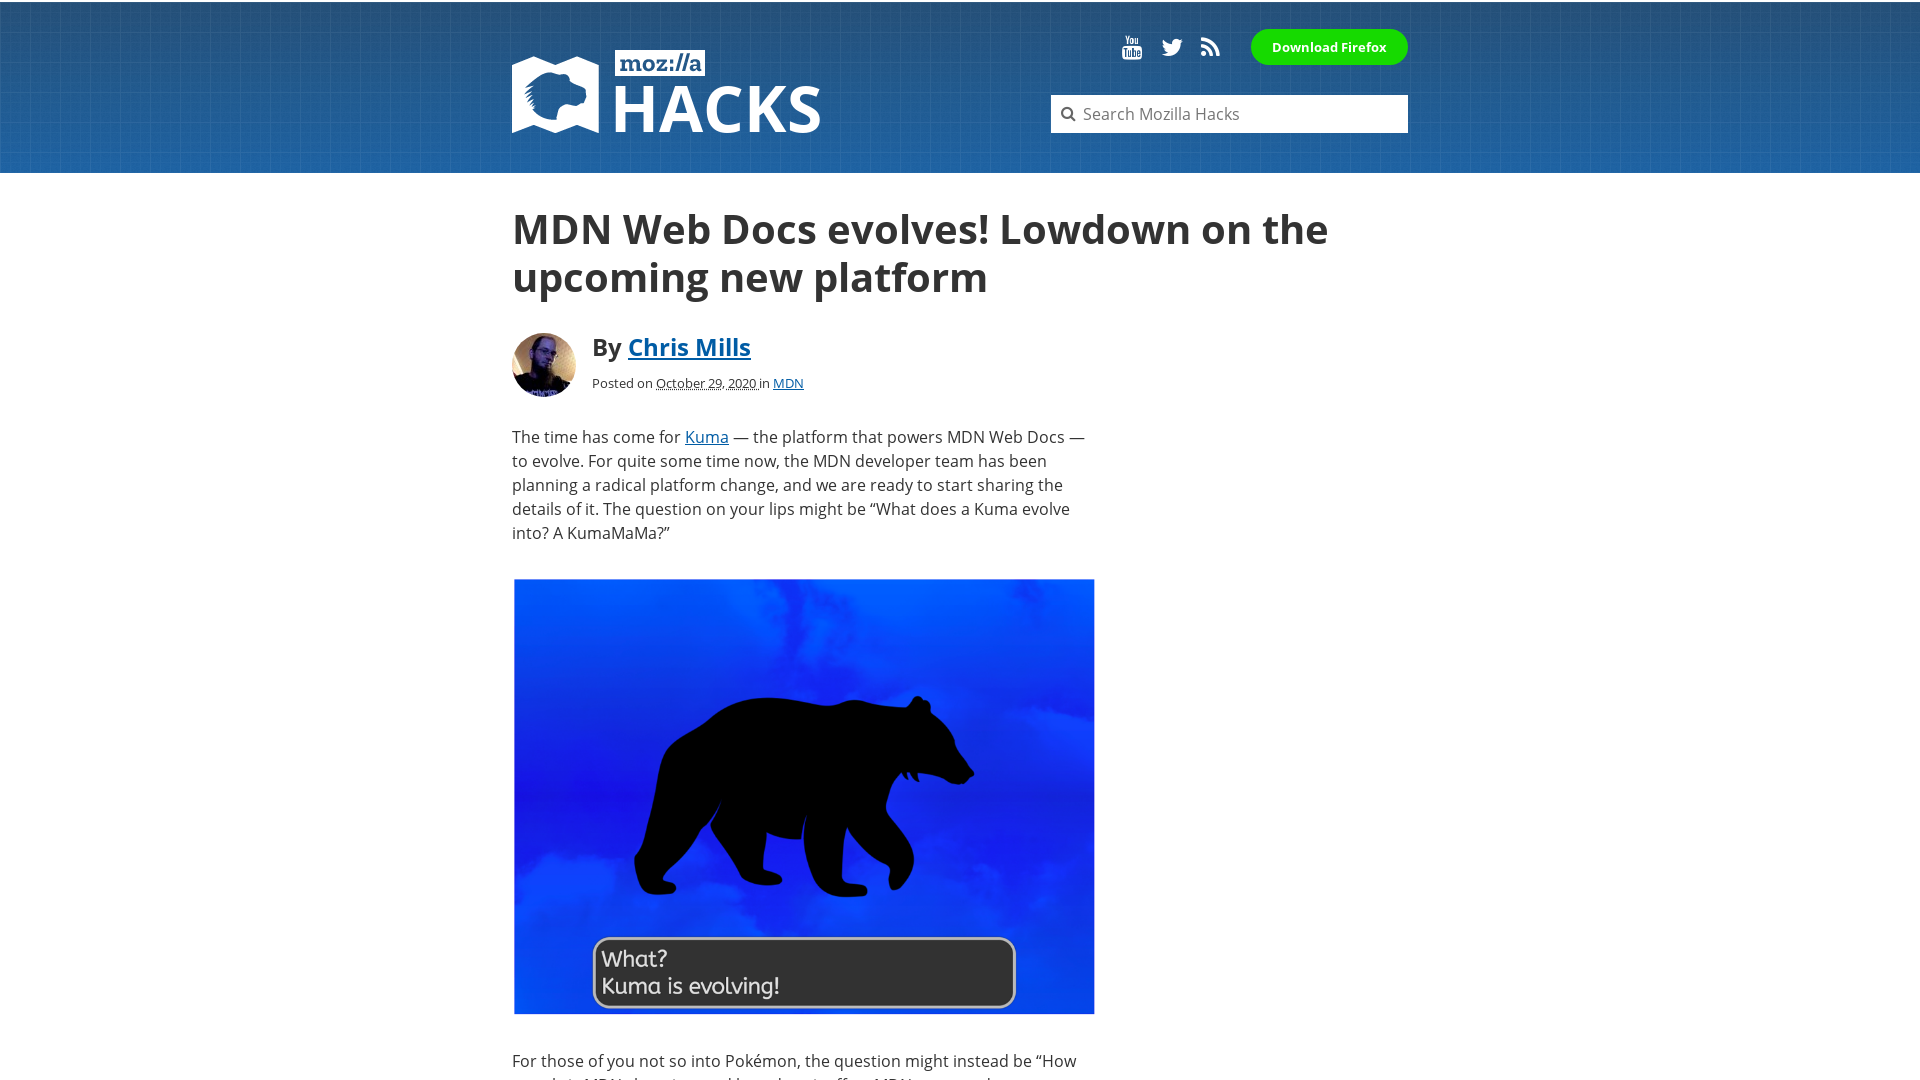 You
Tube
Download Firefox
moz://a
HACKS
Search Mozilla Hacks
MDN Web Docs evolves! Lowdown on the
upcoming new platform
By Chris Mills
Posted on October 29, 2020 in MDN
The time has come for Kuma — the platform that powers MDN Web Docs —
to evolve. For quite some time now, the MDN developer team has been
planning a radical platform change, and we are ready to start sharing the
details of it. The question on your lips might be “What does a Kuma evolve
into? A KumaMaMa?”
What?
Kuma is evolving!
For those of you not so into Pokémon, the question might instead be “How